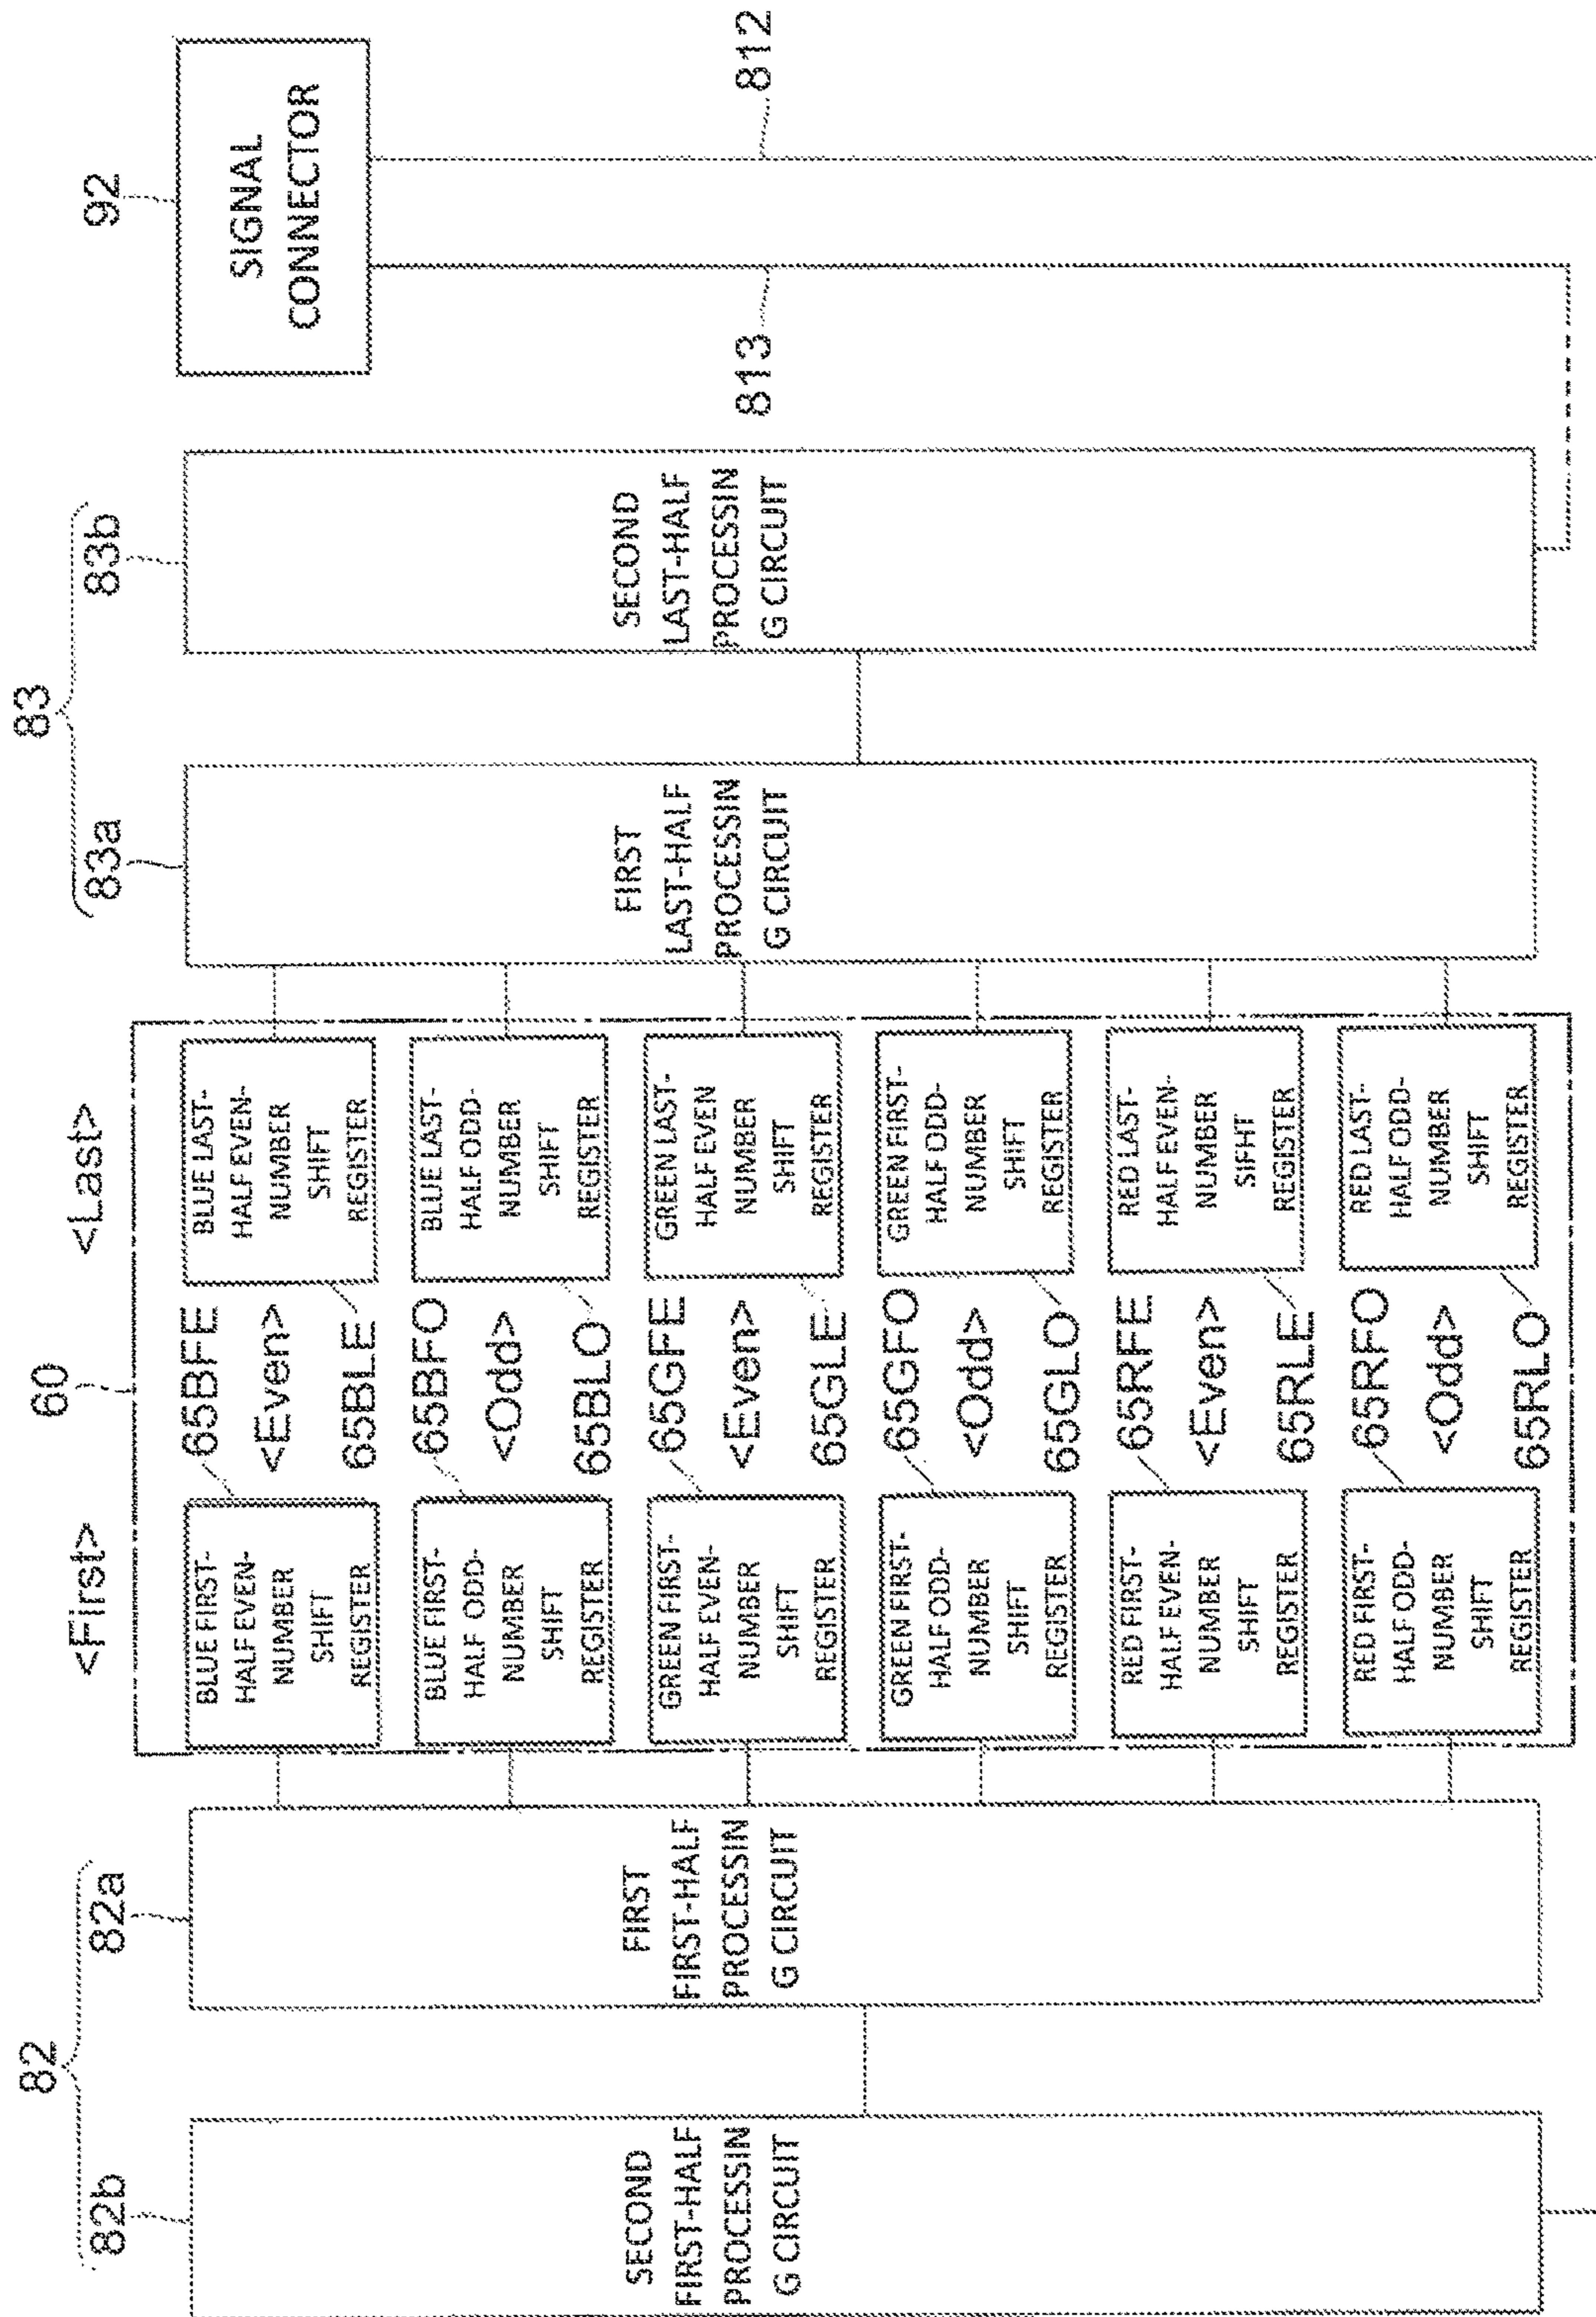 82
82b
82a
60
83
83a
83b
92
<First>
<Last>
SECOND
FIRST-HALF
PROCESSIN
G CIRCUIT
FIRST
FIRST-HALF
PROCESSIN
G CIRCUIT
BLUE FIRST-
HALF EVEN-
NUMBER
SHIFT
REGISTER
65BFE
<Even>
65BLE
BLUE LAST-
HALF EVEN-
NUMBER
SHIFT
REGISTER
BLUE FIRST-
HALF ODD-
NUMBER
SHIFT
REGISTER
65BFO
<Odd>
65BLO
BLUE LAST-
HALF ODD-
NUMBER
SHIFT
REGISTER
GREEN FIRST-
HALF EVEN-
NUMBER
SHIFT
REGISTER
65GFE
<Even>
65GLE
GREEN LAST-
HALF EVEN
NUMBER
SHIFT
REGISTER
GREEN FIRST-
HALF ODD-
NUMBER
SHIFT
REGISTER
65GFO
<Odd>
65GLO
GREEN FIRST-
HALF ODD-
NUMBER
SHIFT
REGISTER
RED FIRST-
HALF EVEN-
NUMBER
SHIFT
REGISTER
65RFE
<Even>
65RLE
RED LAST-
HALF EVEN-
NUMBER
SIFHT
REGISTER
RED FIRST-
HALF ODD-
NUMBER
SHIFT
REGISTER
65RFO
<Odd>
65RLO
RED LAST-
HALF ODD-
NUMBER
SHIFT
REGISTER
FIRST
LAST-HALF
PROCESSIN
G CIRCUIT
SECOND
LAST-HALF
PROCESSIN
G CIRCUIT
SIGNAL
CONNECTOR
813
812